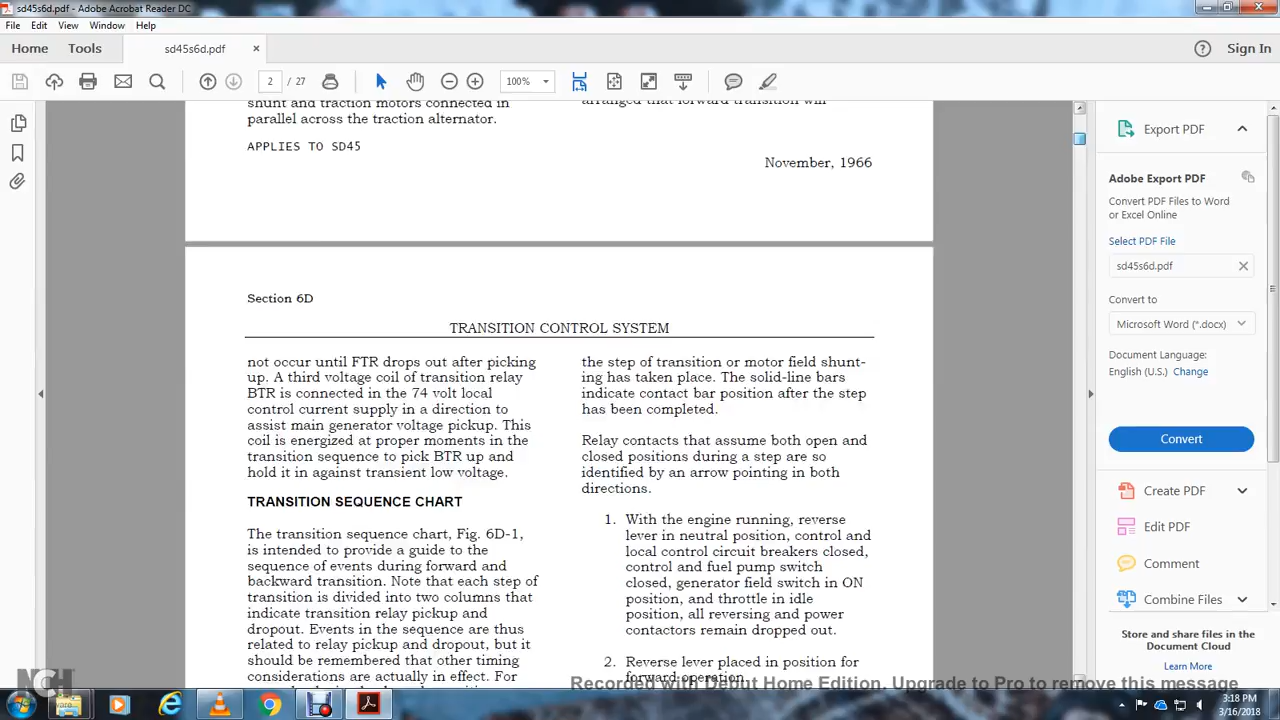 sd45s6d.pdf - Adobe Acrobat Reader DC
File Edit View Window Help
Home Tools sd45s6d.pdf × ? Sign In
2 / 27 100%
shunt and traction motors connected in
parallel across the traction alternator.
APPLIES TO SD45
arranged that forward transition will
November, 1966
Section 6D
TRANSITION CONTROL SYSTEM
not occur until FTR drops out after picking
up. A third voltage coil of transition relay
BTR is connected in the 74 volt local
control current supply in a direction to
assist main generator voltage pickup. This
coil is energized at proper moments in the
transition sequence to pick BTR up and
hold it in against transient low voltage.
TRANSITION SEQUENCE CHART
The transition sequence chart, Fig. 6D-1,
is intended to provide a guide to the
sequence of events during forward and
backward transition. Note that each step of
transition is divided into two columns that
indicate transition relay pickup and
dropout. Events in the sequence are thus
related to relay pickup and dropout, but it
should be remembered that other timing
considerations are actually in effect. For
the step of transition or motor field shunt-
ing has taken place. The solid-line bars
indicate contact bar position after the step
has been completed.
Relay contacts that assume both open and
closed positions during a step are so
identified by an arrow pointing in both
directions.
1. With the engine running, reverse
lever in neutral position, control and
local control circuit breakers closed,
control and fuel pump switch
closed, generator field switch in ON
position, and throttle in idle
position, all reversing and power
contactors remain dropped out.
2. Reverse lever placed in position for
forward operation.
Export PDF
Adobe Export PDF
Convert PDF Files to Word
or Excel Online
Select PDF File
sd45s6d.pdf
Convert to
Microsoft Word (*.docx)
Document Language:
English (U.S.) Change
Convert
Create PDF
Edit PDF
Comment
Combine Files
Store and share files in the
Document Cloud
Learn More
NCH
Recorded with Debut Home Edition. Upgrade to Pro to remove this message
3:18 PM
3/16/2018